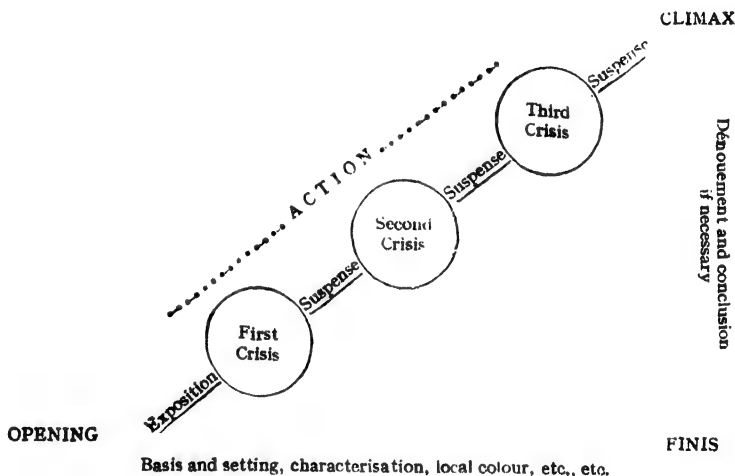 CLIMAX
Suspense
Third
Crisis
ACTION
Suspense
Dénouement and conclusion
if necessary
Second
Crisis
Suspense
First
Crisis
Exposition
OPENING
FINIS
Basis and setting, characterisation, local colour, etc., etc.